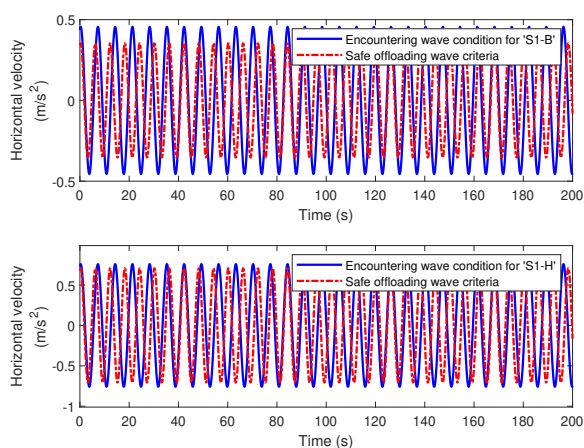 0.5
0
-0.5
Horizontal velocity
(m/s²)
Encountering wave condition for 'S1-B'
Safe offloading wave criteria
0 20 40 60 80 100 120 140 160 180 200
Time (s)
1
0.5
0
-0.5
-1
Horizontal velocity
(m/s²)
Encountering wave condition for 'S1-H'
Safe offloading wave criteria
0 20 40 60 80 100 120 140 160 180 200
Time (s)